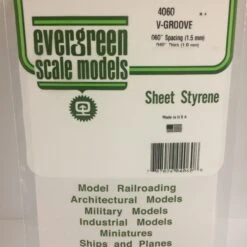 4060
V-GROOVE
.060" Spacing (1.5 mm)
.040" Thick (1.0 mm)
evergreen
scale models
Sheet Styrene
Made in U S A
Model Railroading
Architectural Models
Military Models
Industrial Models
Miniatures
Ships and Planes